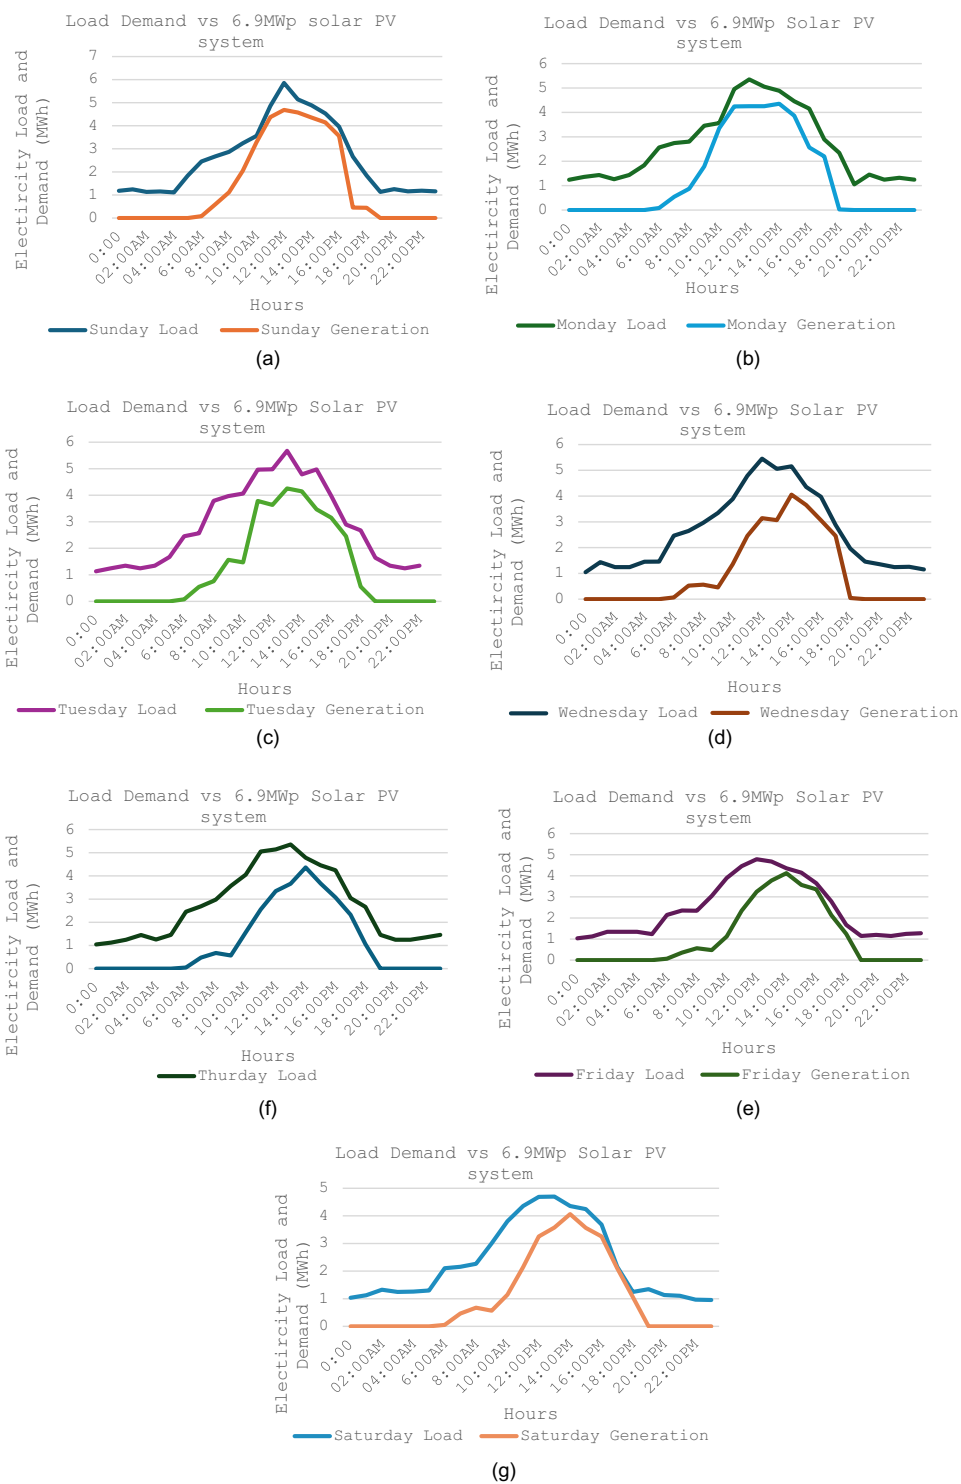 Load Demand vs 6.9MWp solar PV
system
Electircity Load and
Demand (MWh)
7
6
5
4
3
2
1
0
0:00
02:00AM
04:00AM
6:00AM
8:00AM
10:00AM
12:00PM
14:00PM
16:00PM
18:00PM
20:00PM
22:00PM
Hours
Sunday Load
Sunday Generation
(a)
Load Demand vs 6.9MWp Solar PV
system
Electircity Load and
Demand (MWh)
6
5
4
3
2
1
0
0:00
02:00AM
04:00AM
6:00AM
8:00AM
10:00AM
12:00PM
14:00PM
16:00PM
18:00PM
20:00PM
22:00PM
Hours
Monday Load
Monday Generation
(b)
Load Demand vs 6.9MWp Solar PV
system
Electircity Load and
Demand (MWh)
6
5
4
3
2
1
0
0:00
02:00AM
04:00AM
6:00AM
8:00AM
10:00AM
12:00PM
14:00PM
16:00PM
18:00PM
20:00PM
22:00PM
Hours
Tuesday Load
Tuesday Generation
(c)
Load Demand vs 6.9MWp Solar PV
system
Electircity Load and
Demand (MWh)
6
5
4
3
2
1
0
0:00
02:00AM
04:00AM
6:00AM
8:00AM
10:00AM
12:00PM
14:00PM
16:00PM
18:00PM
20:00PM
22:00PM
Hours
Wednesday Load
Wednesday Generation
(d)
Load Demand vs 6.9MWp Solar PV
system
Electircity Load and
Demand (MWh)
6
5
4
3
2
1
0
0:00
02:00AM
04:00AM
6:00AM
8:00AM
10:00AM
12:00PM
14:00PM
16:00PM
18:00PM
20:00PM
22:00PM
Hours
Thurday Load
(f)
Load Demand vs 6.9MWp Solar PV
system
Electircity Load and
Demand (MWh)
6
5
4
3
2
1
0
0:00
02:00AM
04:00AM
6:00AM
8:00AM
10:00AM
12:00PM
14:00PM
16:00PM
18:00PM
20:00PM
22:00PM
Hours
Friday Load
Friday Generation
(e)
Load Demand vs 6.9MWp Solar PV
system
Electircity Load and
Demand (MWh)
5
4
3
2
1
0
0:00
02:00AM
04:00AM
6:00AM
8:00AM
10:00AM
12:00PM
14:00PM
16:00PM
18:00PM
20:00PM
22:00PM
Hours
Saturday Load
Saturday Generation
(g)